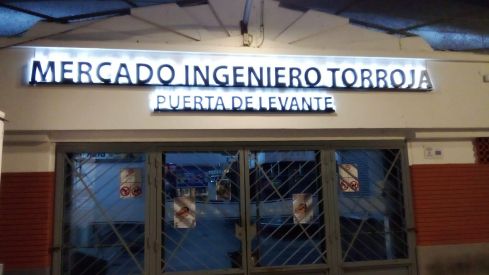 MERCADO INGENIERO TORROJA
PUERTA DE LEVANTE